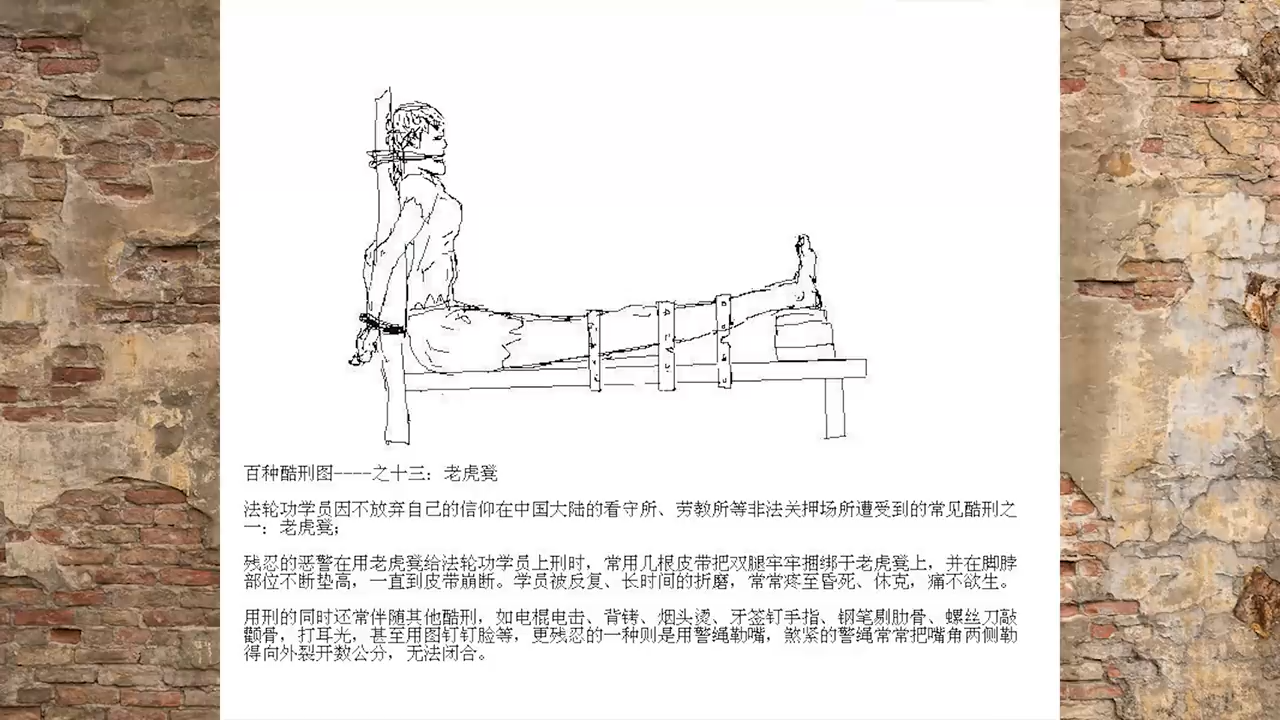 百种酷刑图----之十三：老虎凳
法轮功学员因不放弃自己的信仰在中国大陆的看守所、劳教所等非法关押场所遭受到的常见酷刑之
一：老虎凳；
残忍的恶警在用老虎凳给法轮功学员上刑时，常用几根皮带把双腿牢牢捆绑于老虎凳上，并在脚脖
部位不断垫高，一直到皮带崩断。学员被反复、长时间的折磨，常常疼至昏死、休克，痛不欲生。
用刑的同时还常伴随其他酷刑，如电棍电击、背铐、烟头烫、牙签钉手指、钢笔剔肋骨、螺丝刀敲
颧骨，打耳光，甚至用图钉钉脸等，更残忍的一种则是用警绳勒嘴，煞紧的警绳常常把嘴角两侧勒
得向外裂开数公分，无法闭合。